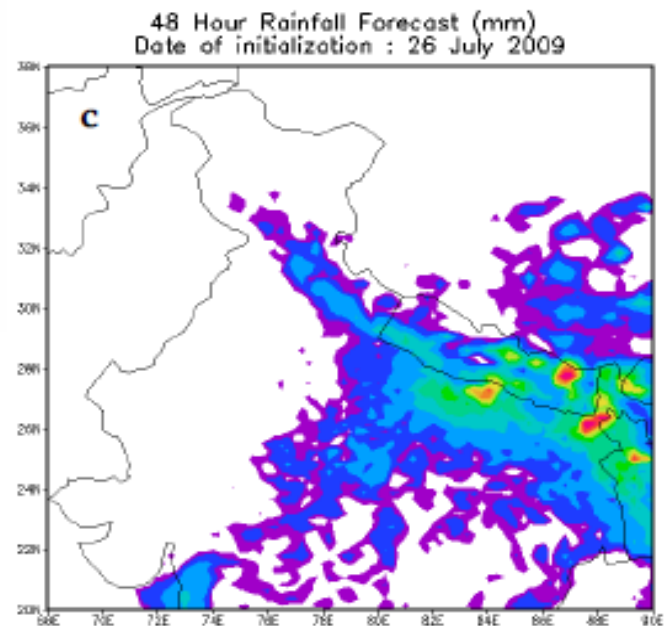 48 Hour Rainfall Forecast (mm)
Date of initialization : 26 July 2009
38N
c
36N
34N
32N
30N
28N
26N
24N
22N
20N
68E 70E 72E 74E 76E 78E 80E 82E 84E 86E 88E 90E